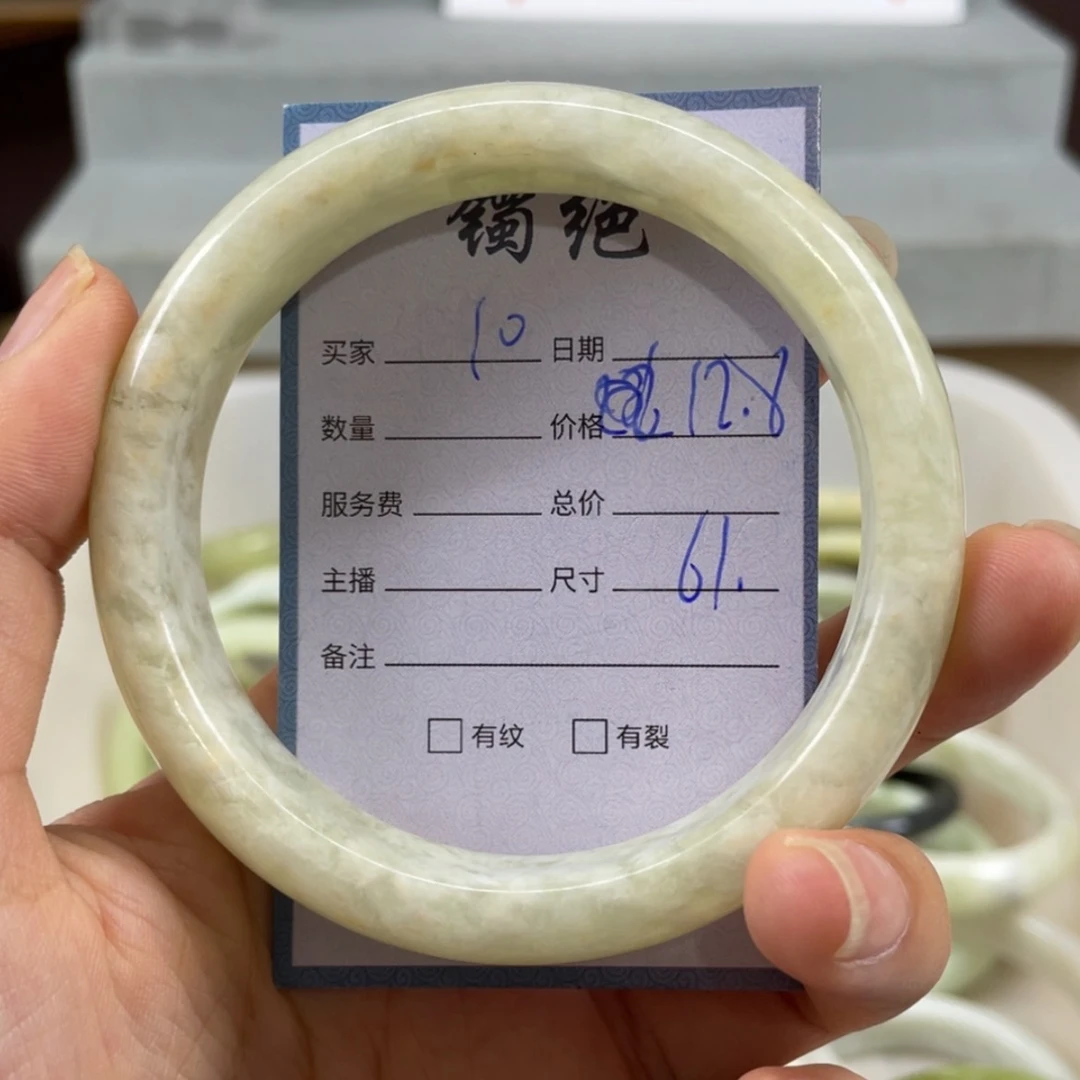 镯绝
买家 10 日期
数量 价格 12.8
服务费 总价
主播 尺寸 61.
备注
有纹 有裂